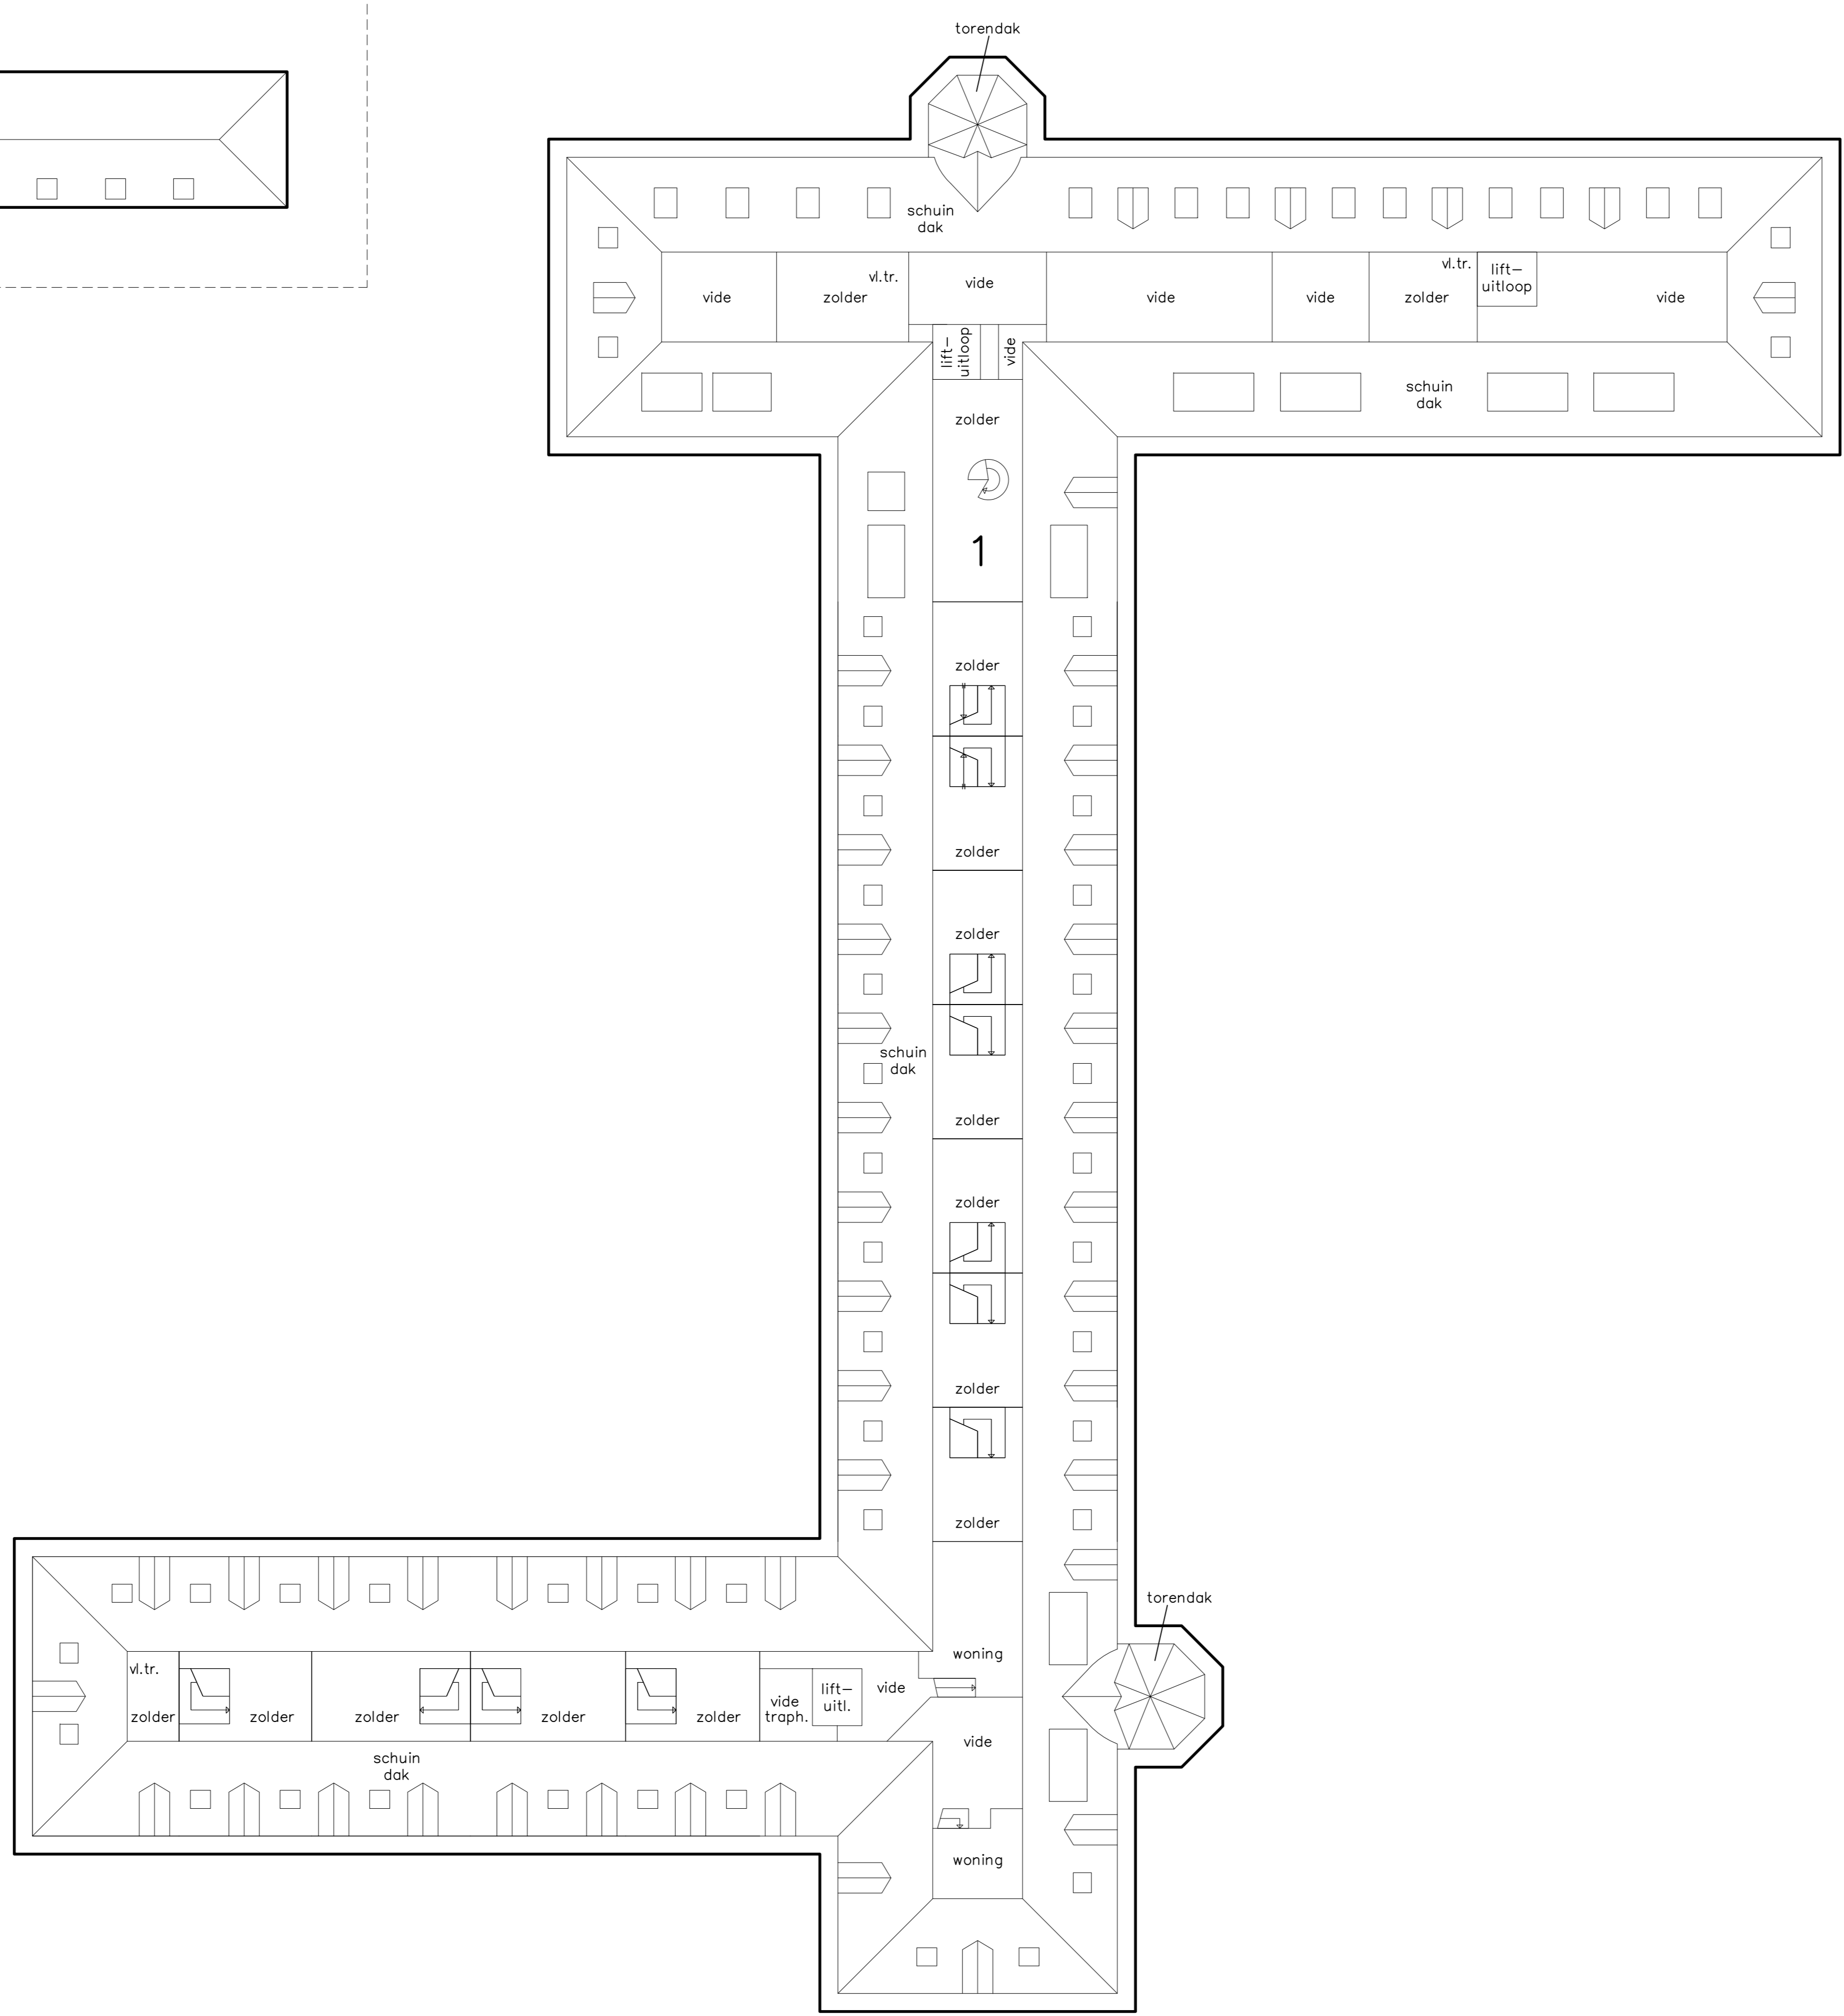 torendak
schuin
dak
vide
zolder
vl.tr.
vide
vide
vide
zolder
vl.tr.
lift-
uitloop
vide
lift-
uitloop
vide
schuin
dak
zolder
1
zolder
zolder
zolder
schuin
dak
zolder
zolder
zolder
zolder
torendak
woning
vl.tr.
zolder
zolder
zolder
zolder
zolder
vide
traph.
lift-
uitl.
vide
vide
schuin
dak
woning